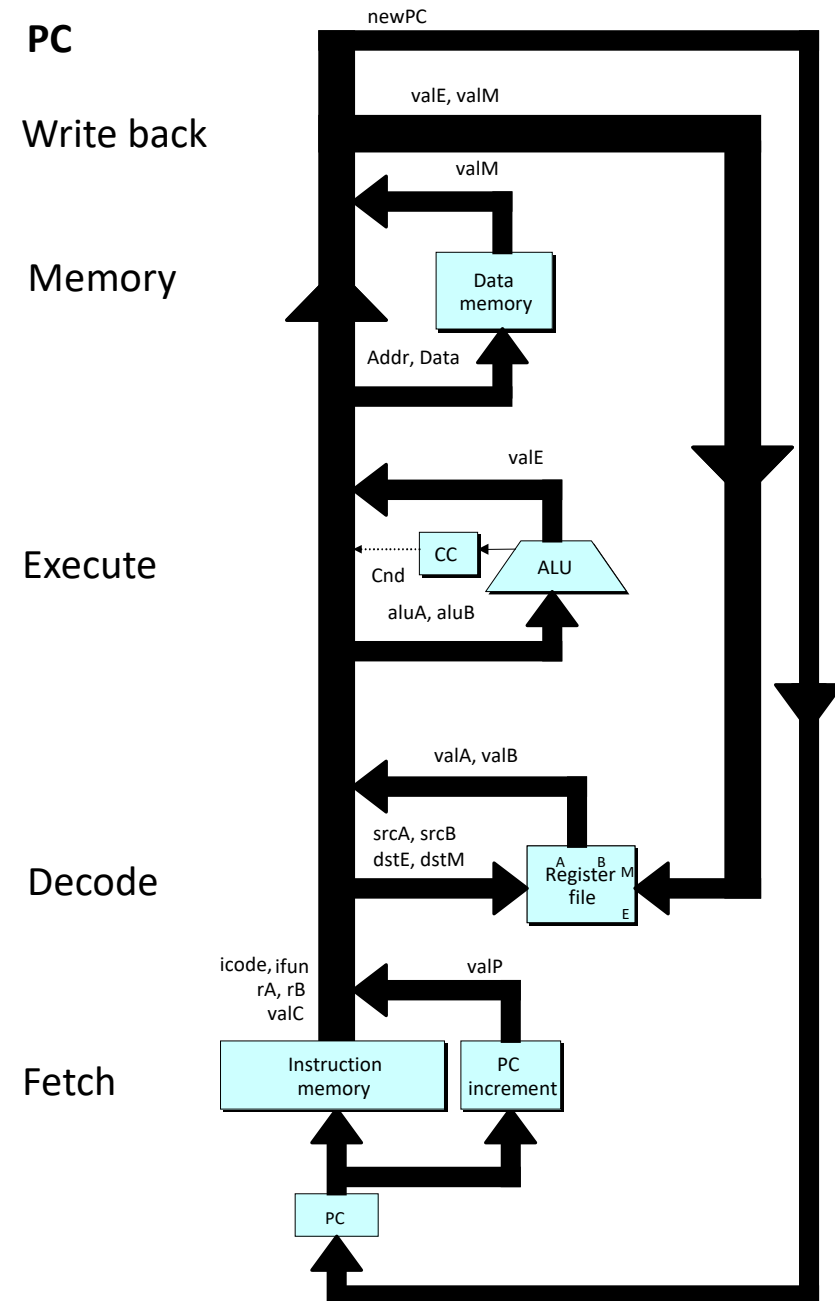 newPC
PC
valE, valM
Write back
valM
Memory
Data
memory
Addr, Data
valE
Execute
CC
ALU
Cnd
aluA, aluB
valA, valB
srcA, srcB
dstE, dstM
Decode
A B
Register M
file
E
icode, ifun
rA, rB
valC
valP
Fetch
Instruction
memory
PC
increment
PC